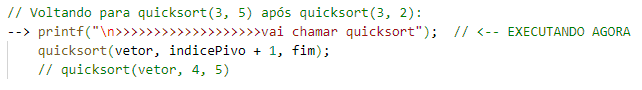 // Voltando para quicksort(3, 5) após quicksort(3, 2):
--> printf("\n>>>>>>>>>>>>>>>>>>>vai chamar quicksort");  // <-- EXECUTANDO AGORA
quicksort(vetor, indicePivo + 1, fim);
// quicksort(vetor, 4, 5)